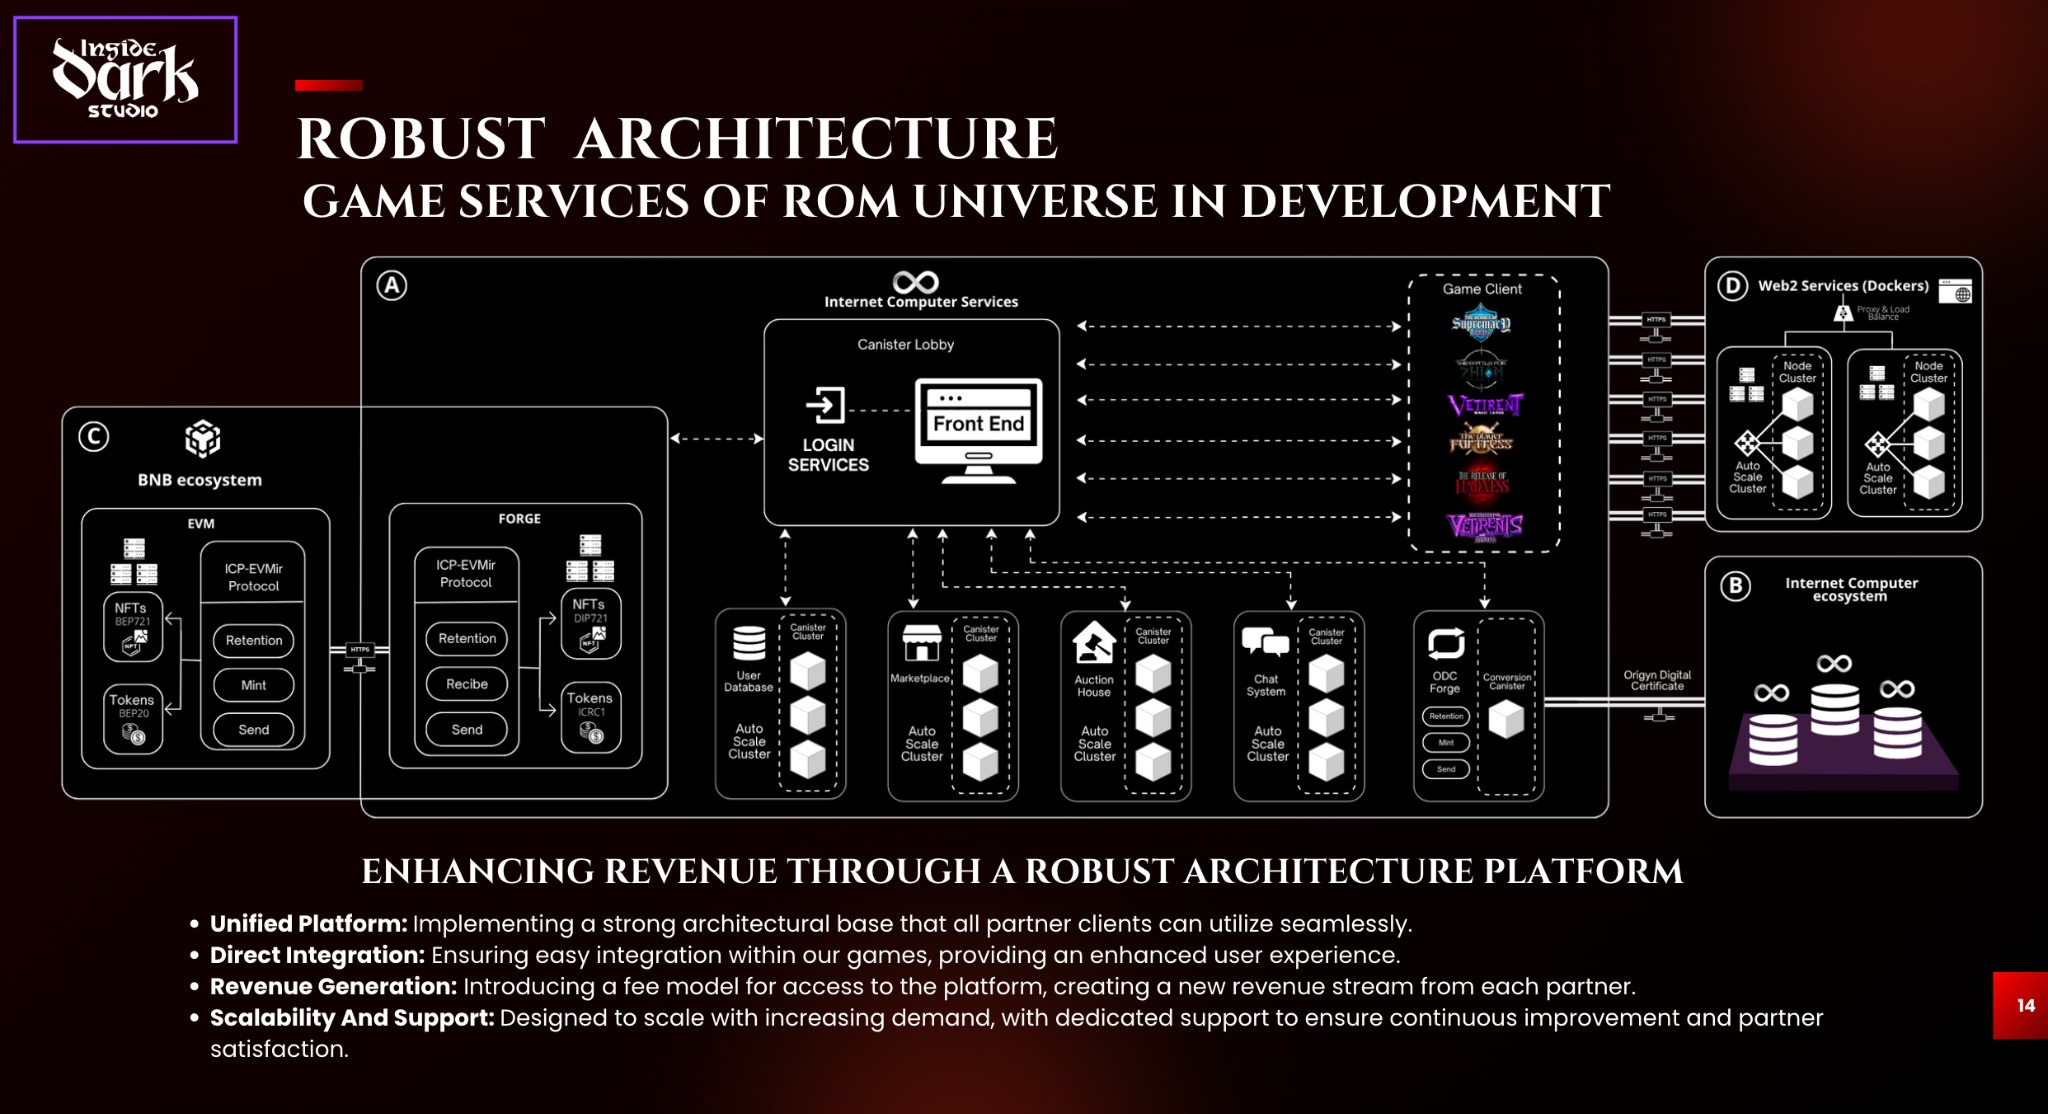 Inside
Dark
STUDIO
ROBUST ARCHITECTURE
GAME SERVICES OF ROM UNIVERSE IN DEVELOPMENT
A
Internet Computer Services
Canister Lobby
LOGIN
SERVICES
Front End
Game Client
SUPREMACY
ZHION
VETIRENT
FORTRESS
THE RELEASE OF
MADNESS
VETIRENTS
HTTPS
HTTPS
HTTPS
HTTPS
HTTPS
HTTPS
D
Web2 Services (Dockers)
Proxy & Load
Balance
Node
Cluster
Auto
Scale
Cluster
Node
Cluster
Auto
Scale
Cluster
C
BNB ecosystem
EVM
NFTs
BEP721
NFT
Tokens
BEP20
ICP-EVMir
Protocol
Retention
Mint
Send
HTTPS
FORGE
ICP-EVMir
Protocol
Retention
Recibe
Send
NFTs
DIP721
NFT
Tokens
ICRC1
User
Database
Auto
Scale
Cluster
Canister
Cluster
Marketplace
Auto
Scale
Cluster
Canister
Cluster
Auction
House
Auto
Scale
Cluster
Canister
Cluster
Chat
System
Auto
Scale
Cluster
Canister
Cluster
ODC
Forge
Retention
Mint
Send
Conversion
Canister
Origyn Digital
Certificate
B
Internet Computer
ecosystem
ENHANCING REVENUE THROUGH A ROBUST ARCHITECTURE PLATFORM
• Unified Platform: Implementing a strong architectural base that all partner clients can utilize seamlessly.
• Direct Integration: Ensuring easy integration within our games, providing an enhanced user experience.
• Revenue Generation: Introducing a fee model for access to the platform, creating a new revenue stream from each partner.
• Scalability And Support: Designed to scale with increasing demand, with dedicated support to ensure continuous improvement and partner
satisfaction.
14